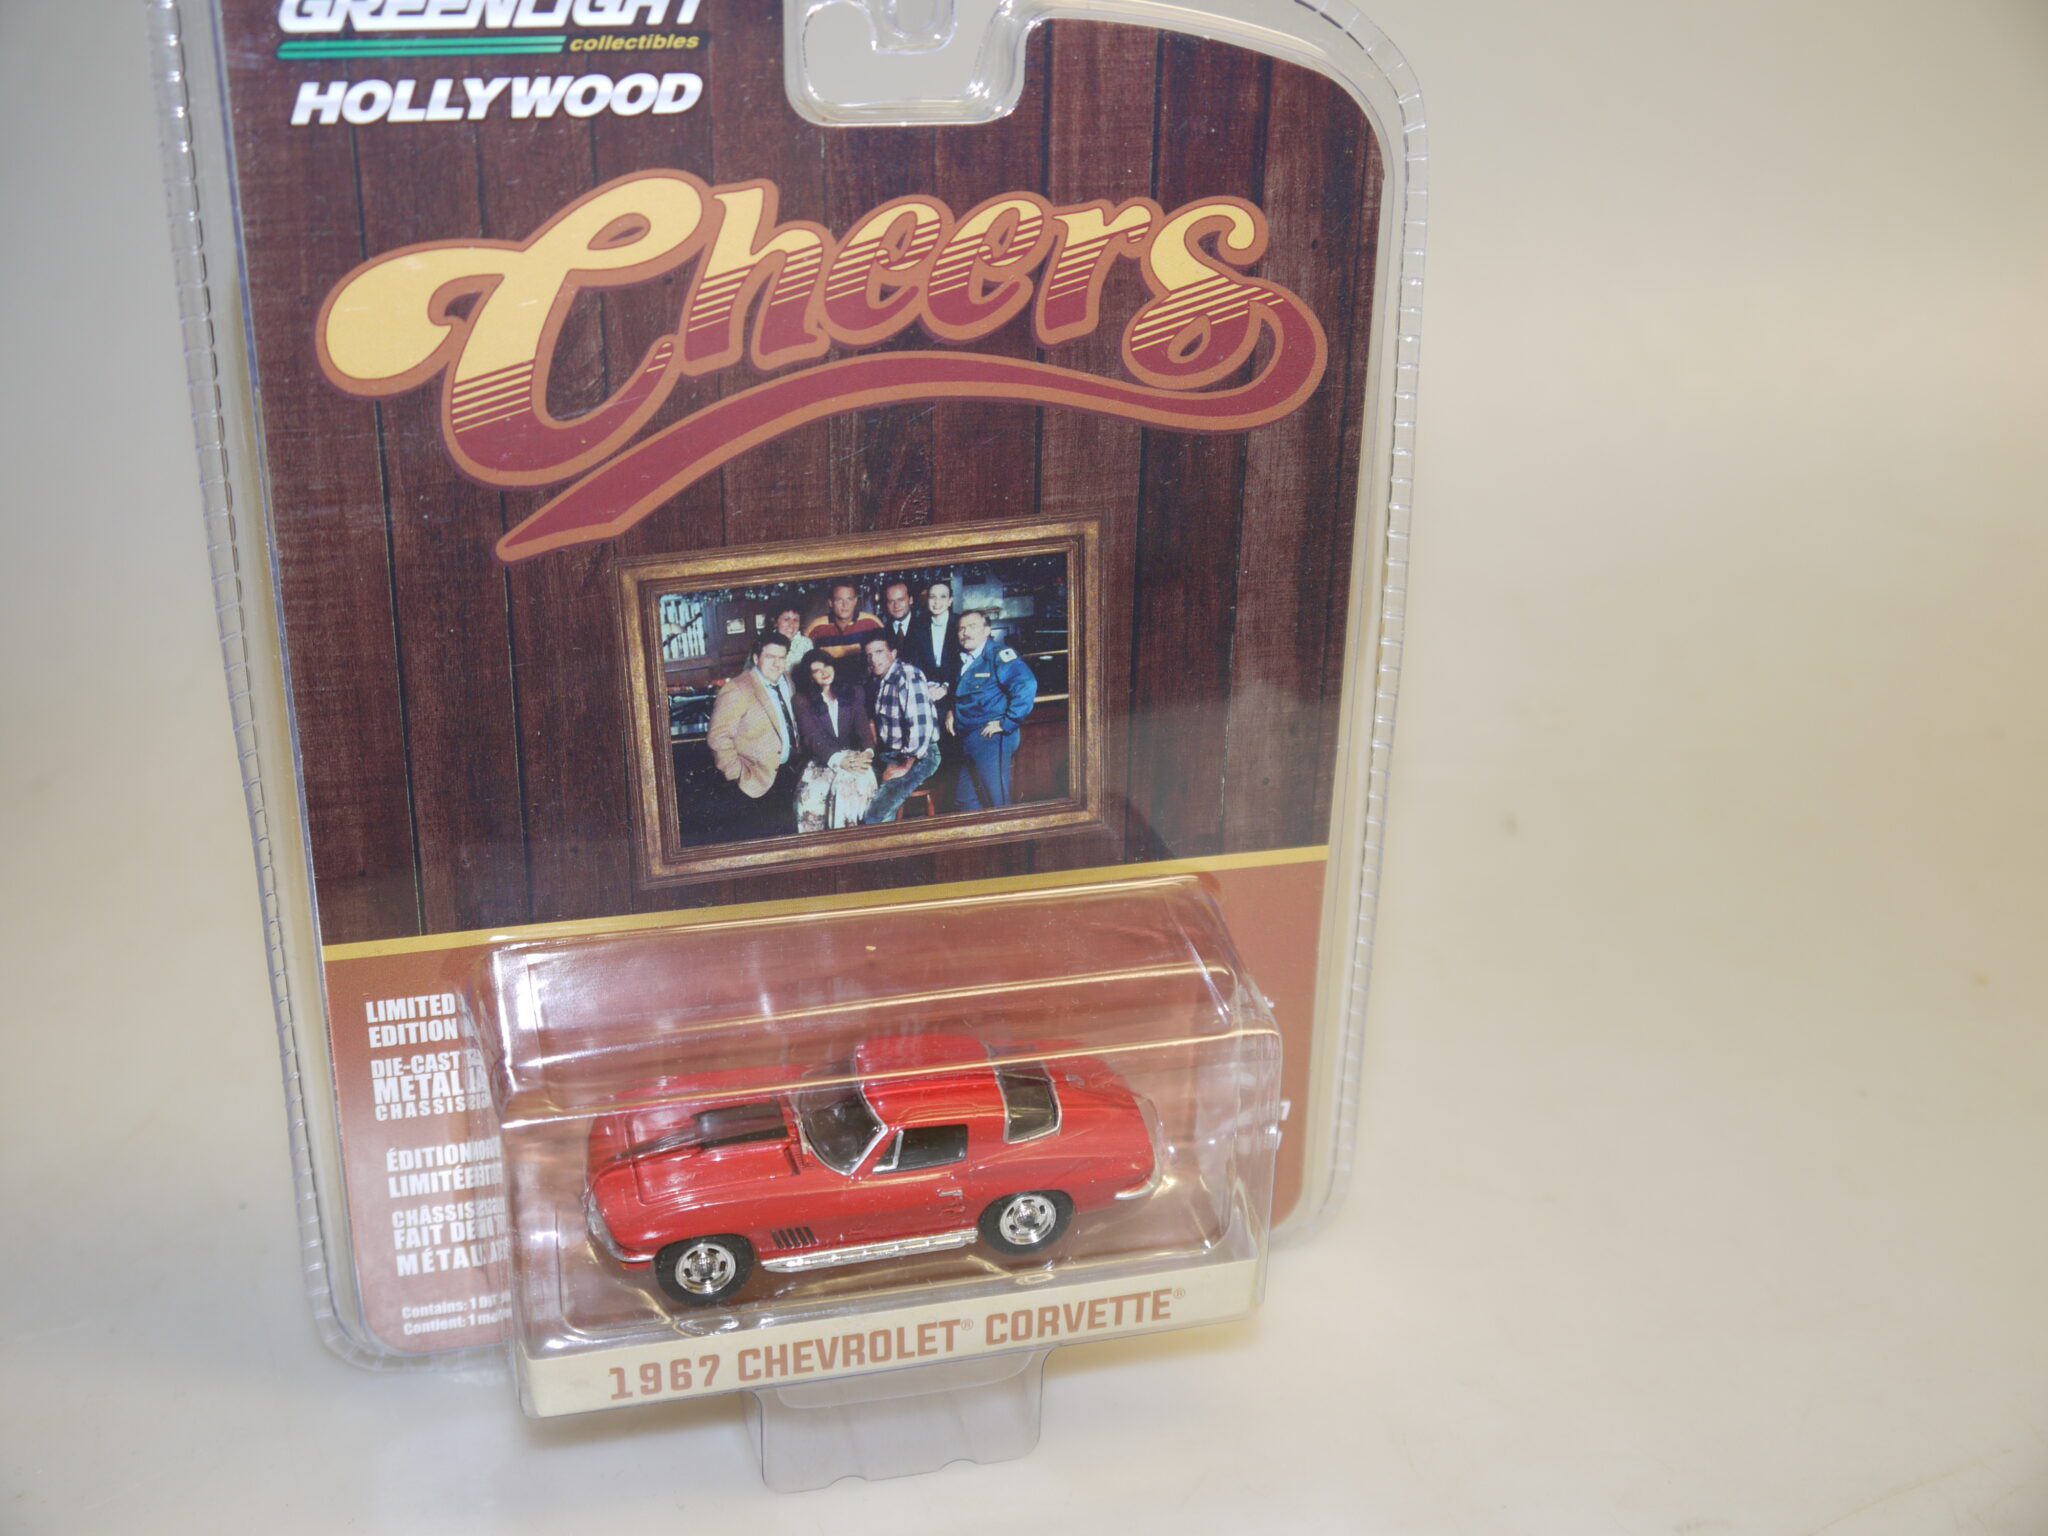 GREENLIGHT
collectibles
HOLLYWOOD
Cheers
LIMITED
EDITION
DIE-CAST
METAL
CHASSIS
ÉDITION
LIMITÉE
CHÂSSIS
FAIT DE
MÉTAL
Contains: 1
Contient: 1
1967 CHEVROLET® CORVETTE®